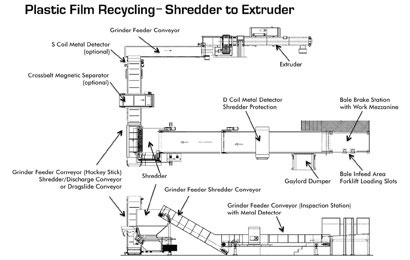 Plastic Film Recycling– Shredder to Extruder
Grinder Feeder Conveyor
S Coil Metal Detector
(optional)
Extruder
Crossbelt Magnetic Separator
(optional)
D Coil Metal Detector
Shredder Protection
Bale Brake Station
with Work Mezzanine
Grinder Feeder Conveyor (Hockey Stick)
Shredder/Discharge Conveyor
or Dragslide Conveyor
Shredder
Gaylord Dumper
Bale Infeed Area
Forklift Loading Slots
Grinder Feeder Shredder Conveyor
Grinder Feeder Conveyor (Inspection Station)
with Metal Detector